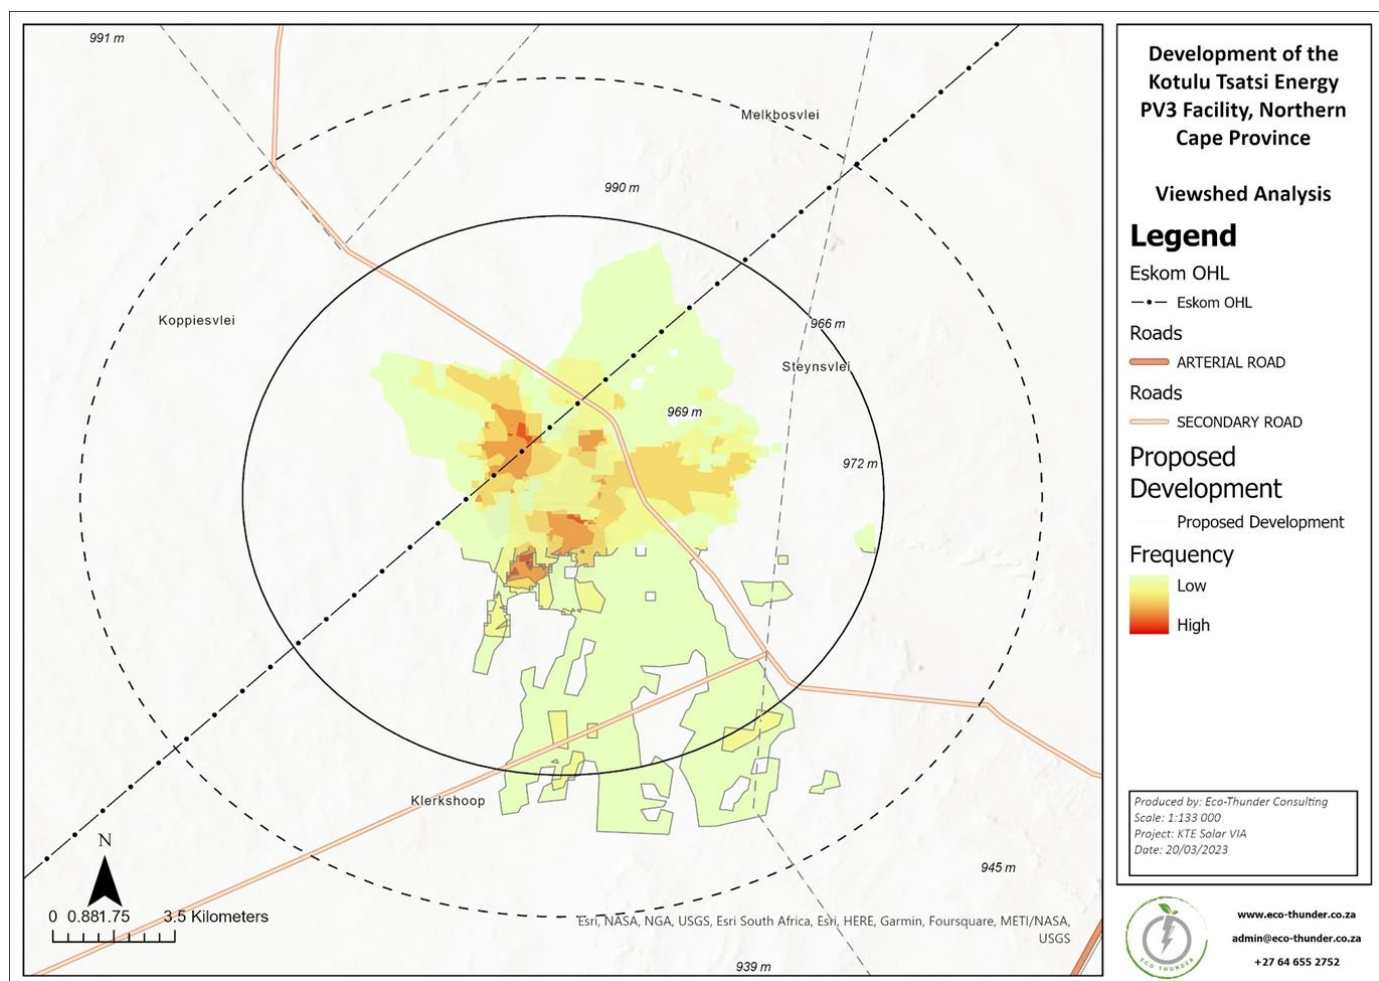 991 m
Melkbosvlei
990 m
Koppiesvlei
966 m
Steynsvlei
969 m
972 m
Klerkshoop
N
0 0.881.75 3.5 Kilometers
945 m
Esri, NASA, NGA, USGS, Esri South Africa, Esri, HERE, Garmin, Foursquare, METI/NASA,
USGS
939 m
Development of the
Kotulu Tsatsi Energy
PV3 Facility, Northern
Cape Province
Viewshed Analysis
Legend
Eskom OHL
Eskom OHL
Roads
ARTERIAL ROAD
Roads
SECONDARY ROAD
Proposed
Development
Proposed Development
Frequency
Low
High
Produced by: Eco-Thunder Consulting
Scale: 1:133 000
Project: KTE Solar VIA
Date: 20/03/2023
ECO-THUNDER
www.eco-thunder.co.za
admin@eco-thunder.co.za
+27 64 655 2752